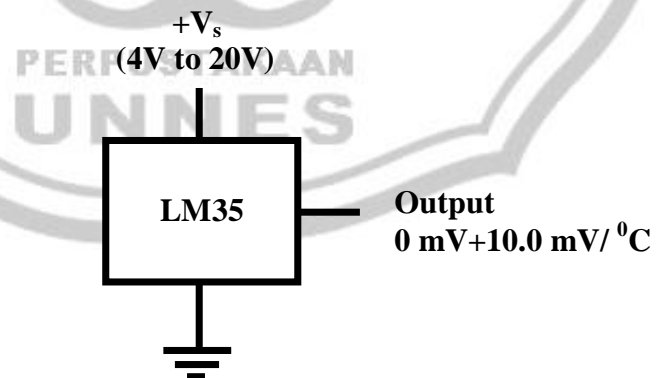 +Vs
(4V to 20V)
PERPUSTAKAAN
UNNES
LM35
Output
0 mV+10.0 mV/ ⁰C